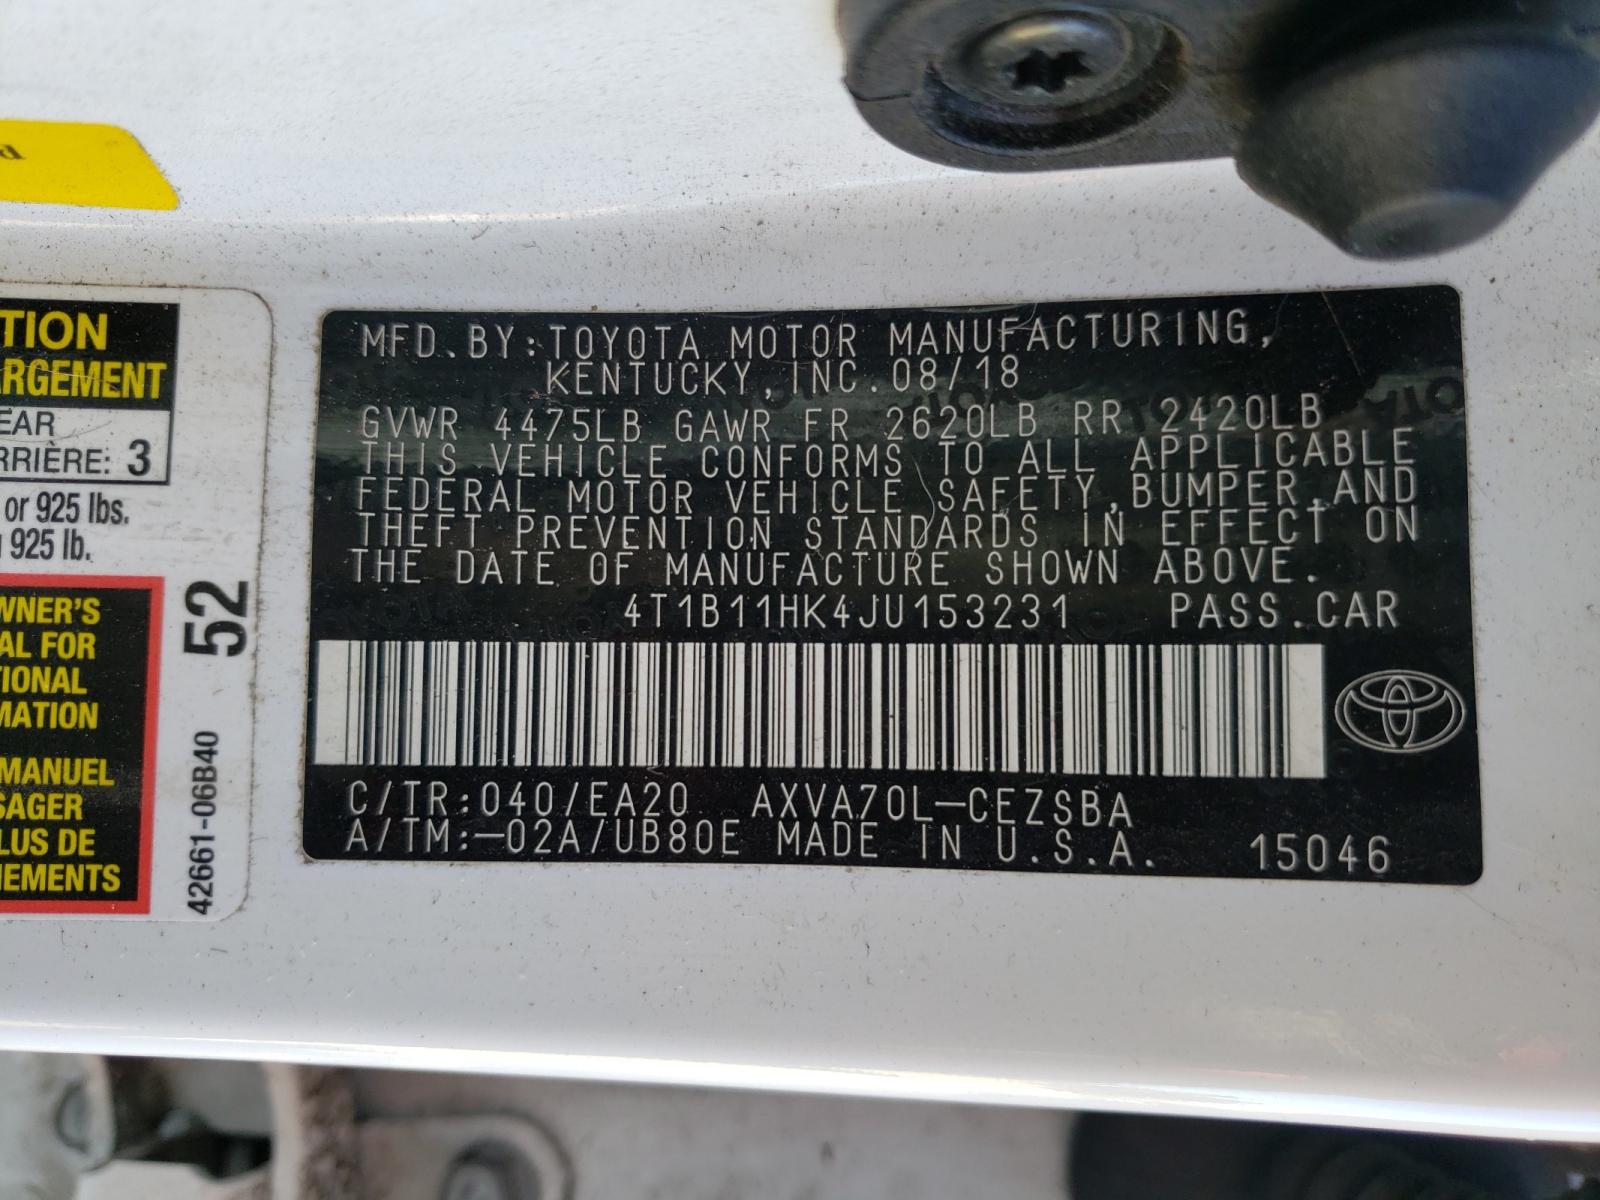 TION
ARGEMENT
EAR
RRIÈRE: 3
or 925 lbs.
925 lb.
WNER'S
AL FOR
TIONAL
MATION
MANUEL
SAGER
LUS DE
NEMENTS
52
42661-06B40
MFD.BY:TOYOTA MOTOR MANUFACTURING,
KENTUCKY,INC.08/18
GVWR 4475LB GAWR FR 2620LB RR 2420LB
THIS VEHICLE CONFORMS TO ALL APPLICABLE
FEDERAL MOTOR VEHICLE SAFETY,BUMPER,AND
THEFT PREVENTION STANDARDS IN EFFECT ON
THE DATE OF MANUFACTURE SHOWN ABOVE.
4T1B11HK4JU153231 PASS.CAR
C/TR:040/EA20 AXVA70L-CEZSBA
A/TM:-02A/UB80E MADE IN U.S.A. 15046